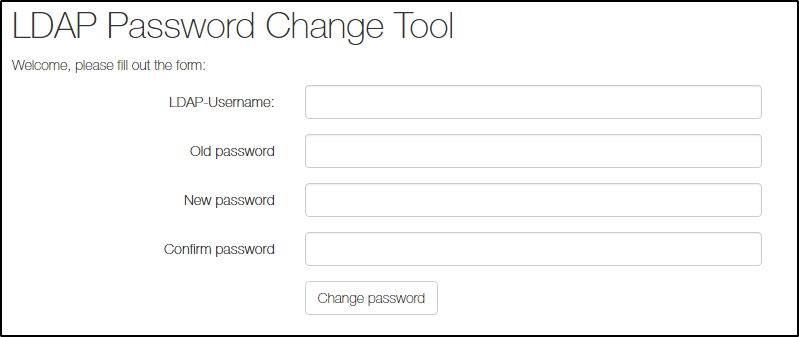 LDAP Password Change Tool
Welcome, please fill out the form:
LDAP-Username:
Old password
New password
Confirm password
Change password